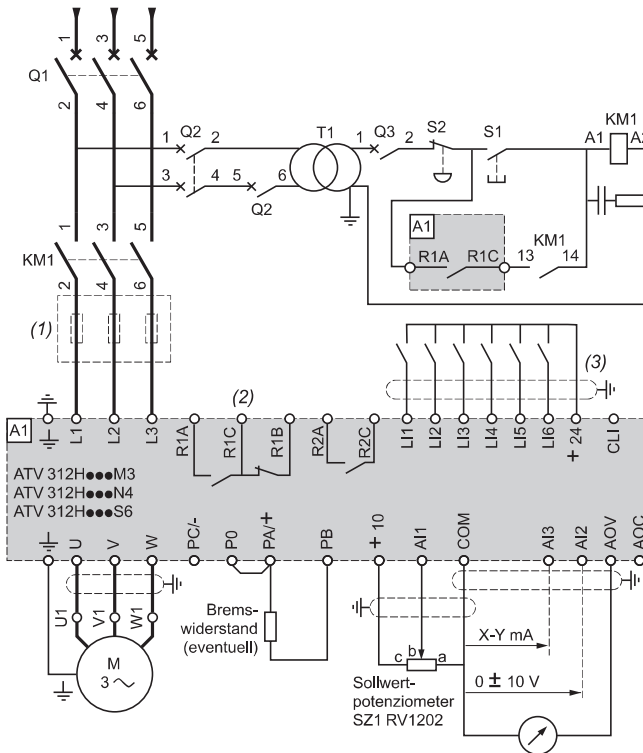 1 3 5
Q1
2 4 6
1 Q2 2
T1
1 Q3 2
S2
S1
KM1
A1 A2
3 4 5 6
Q2
A1
R1A R1C
KM1
13 14
1 3 5
KM1
2 4 6
(1)
(2)
(3)
A1
L1 L2 L3 R1A R1C R1B R2A R2C LI1 LI2 LI3 LI4 LI5 LI6 + 24 CLI
ATV 312H●●●M3
ATV 312H●●●N4
ATV 312H●●●S6
U V W PC/- P0 PA/+ PB + 10 AI1 COM AI3 AI2 AOV AOC
U1 V1 W1
M
3 ~
Brems-
widerstand
(eventuell)
c b a
Sollwert-
potenziometer
SZ1 RV1202
X-Y mA
0 ± 10 V